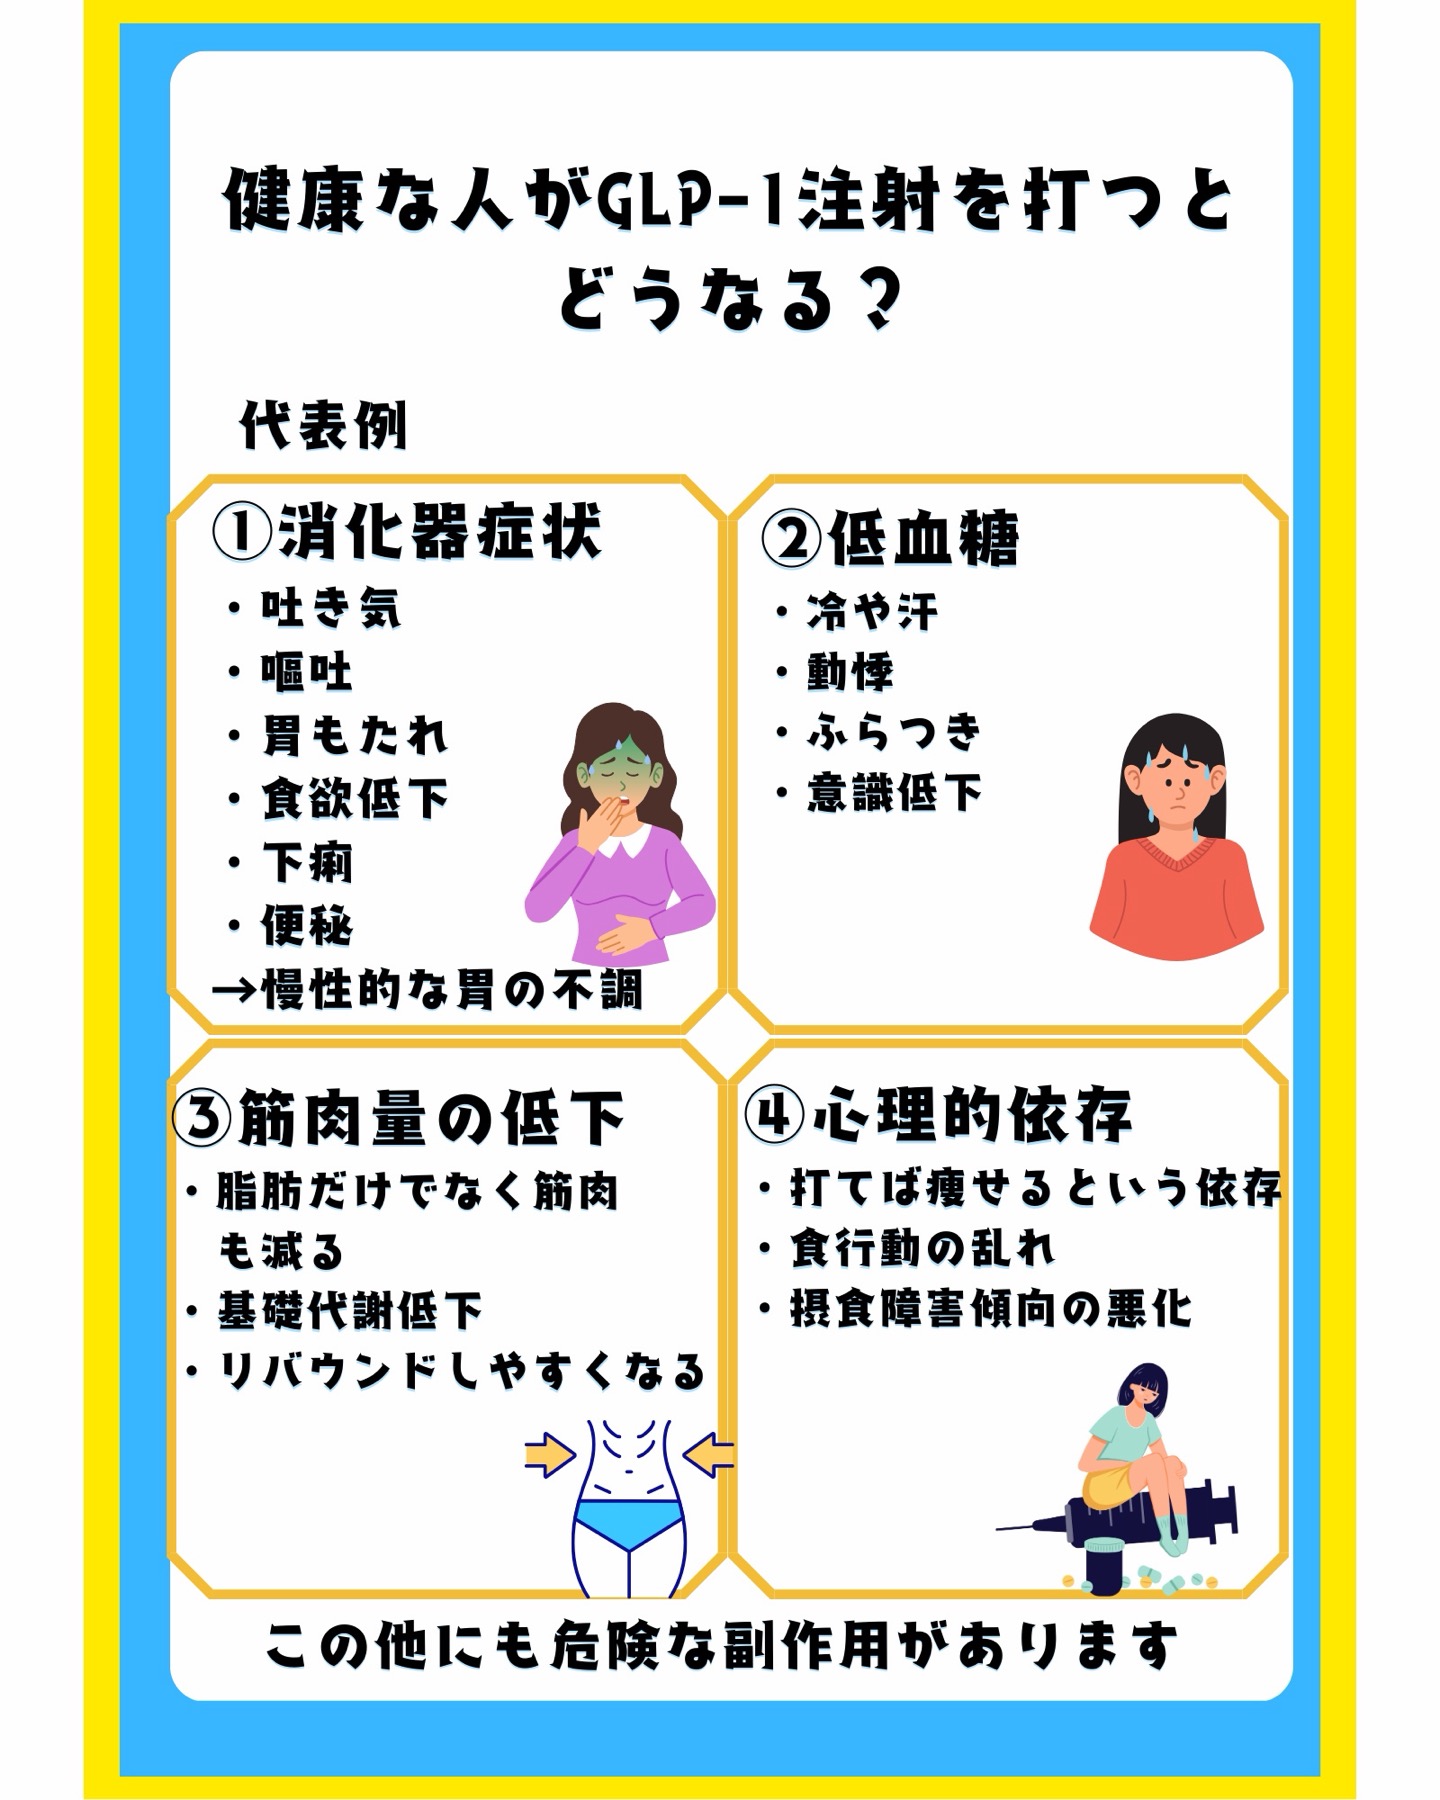 健康な人がGLP-1注射を打つと
どうなる？
代表例
①消化器症状
・吐き気
・嘔吐
・胃もたれ
・食欲低下
・下痢
・便秘
→慢性的な胃の不調
②低血糖
・冷や汗
・動悸
・ふらつき
・意識低下
③筋肉量の低下
・脂肪だけでなく筋肉
も減る
・基礎代謝低下
・リバウンドしやすくなる
④心理的依存
・打てば痩せるという依存
・食行動の乱れ
・摂食障害傾向の悪化
この他にも危険な副作用があります